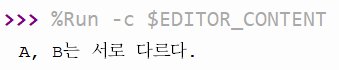 >>> %Run -c $EDITOR_CONTENT
A, B는 서로 다르다.